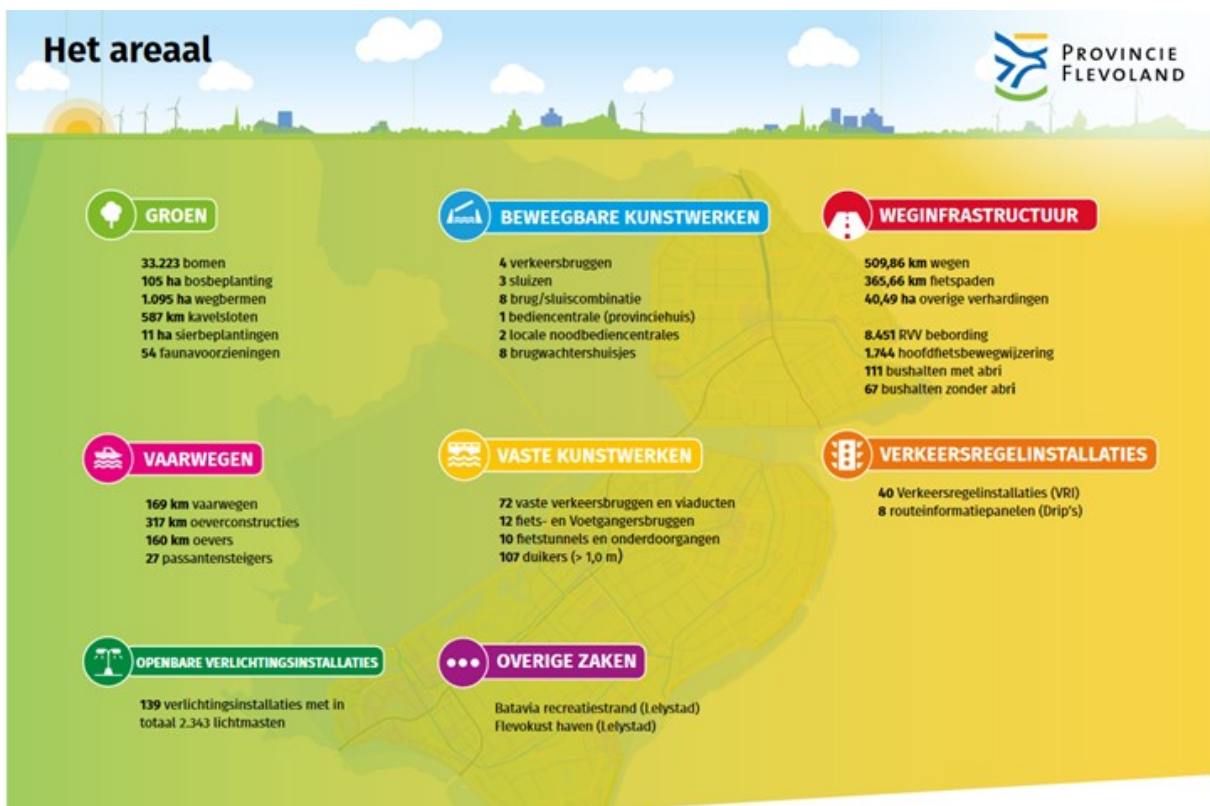 Het areaal
PROVINCIE
FLEVOLAND
GROEN
33.223 bomen
105 ha bosbeplanting
1.095 ha wegbermen
587 km kavelsloten
11 ha sierbeplantingen
54 faunavoorzieningen
BEWEEGBARE KUNSTWERKEN
4 verkeersbruggen
3 sluizen
8 brug/sluiscombinatie
1 bediencentrale (provinciehuis)
2 locale noodbediencentrales
8 brugwachtershuisjes
WEGINFRASTRUCTUUR
509,86 km wegen
365,66 km fietspaden
40,49 ha overige verhardingen
8.451 RVV bebording
1.744 hoofdfietsbewegwijzering
111 bushalten met abri
67 bushalten zonder abri
VAARWEGEN
169 km vaarwegen
317 km oeverconstructies
160 km oevers
27 passantensteigers
VASTE KUNSTWERKEN
72 vaste verkeersbruggen en viaducten
12 fiets- en Voetgangersbruggen
10 fietstunnels en onderdoorgangen
107 duikers (> 1,0 m)
VERKEERSREGELINSTALLATIES
40 Verkeersregelinstallaties (VRI)
8 routeinformatiepanelen (Drip's)
OPENBARE VERLICHTINGSINSTALLATIES
139 verlichtingsinstallaties met in
totaal 2.343 lichtmasten
OVERIGE ZAKEN
Batavia recreatiestrand (Lelystad)
Flevokust haven (Lelystad)